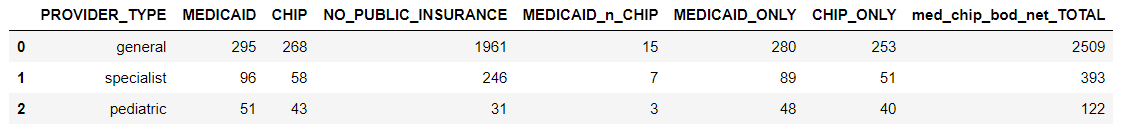 PROVIDER_TYPE MEDICAID CHIP NO_PUBLIC_INSURANCE MEDICAID_n_CHIP MEDICAID_ONLY CHIP_ONLY med_chip_bod_net_TOTAL
0 general 295 268 1961 15 280 253 2509
1 specialist 96 58 246 7 89 51 393
2 pediatric 51 43 31 3 48 40 122